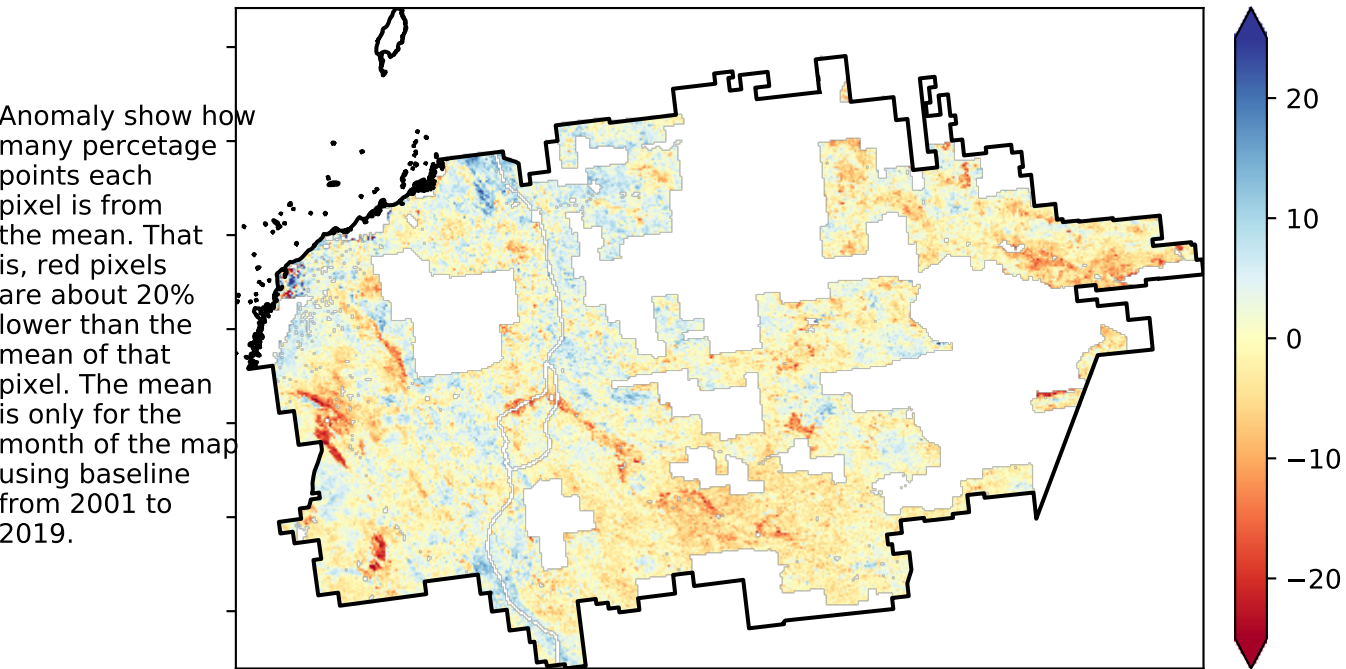 Anomaly show how
many percetage
points each
pixel is from
the mean. That
is, red pixels
are about 20%
lower than the
mean of that
pixel. The mean
is only for the
month of the map
using baseline
from 2001 to
2019.
20
10
0
−10
−20